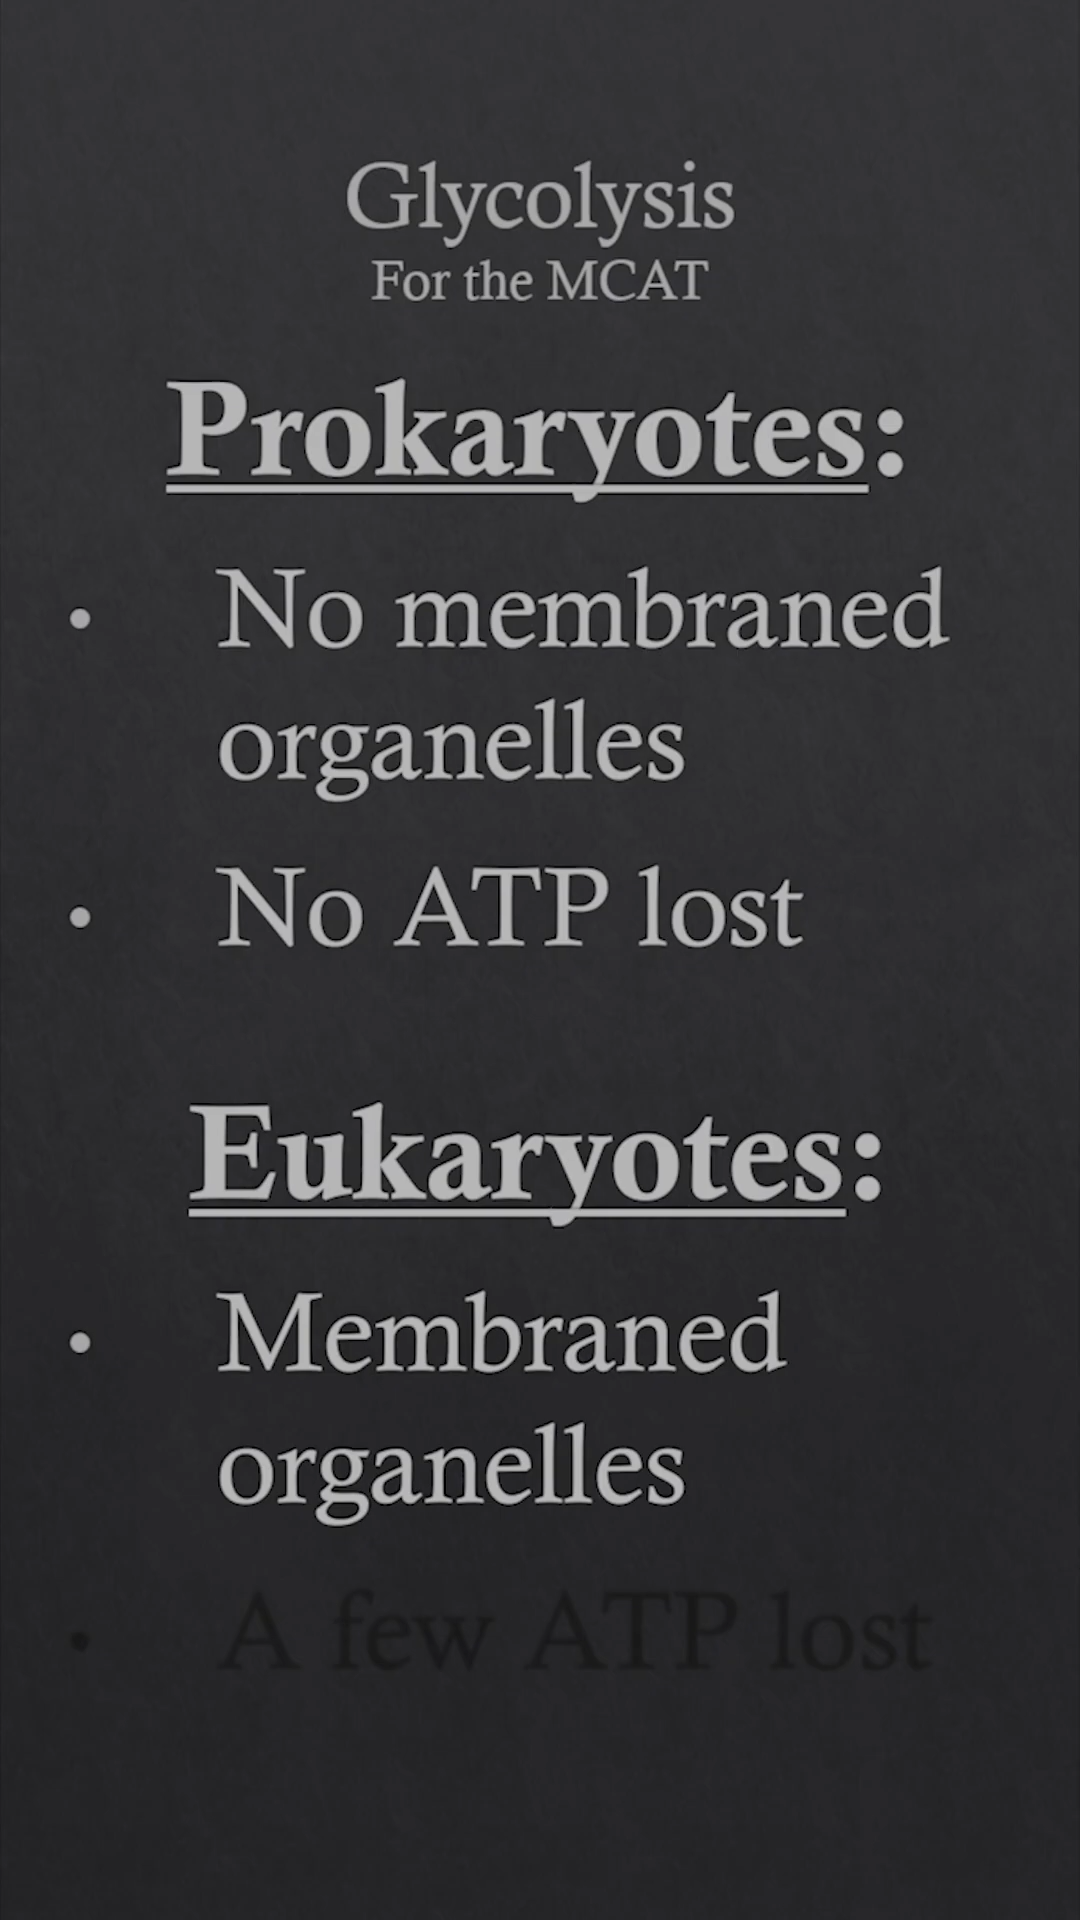 Glycolysis
For the MCAT
Prokaryotes:
• No membraned
organelles
• No ATP lost
Eukaryotes:
• Membraned
organelles
• A few ATP lost